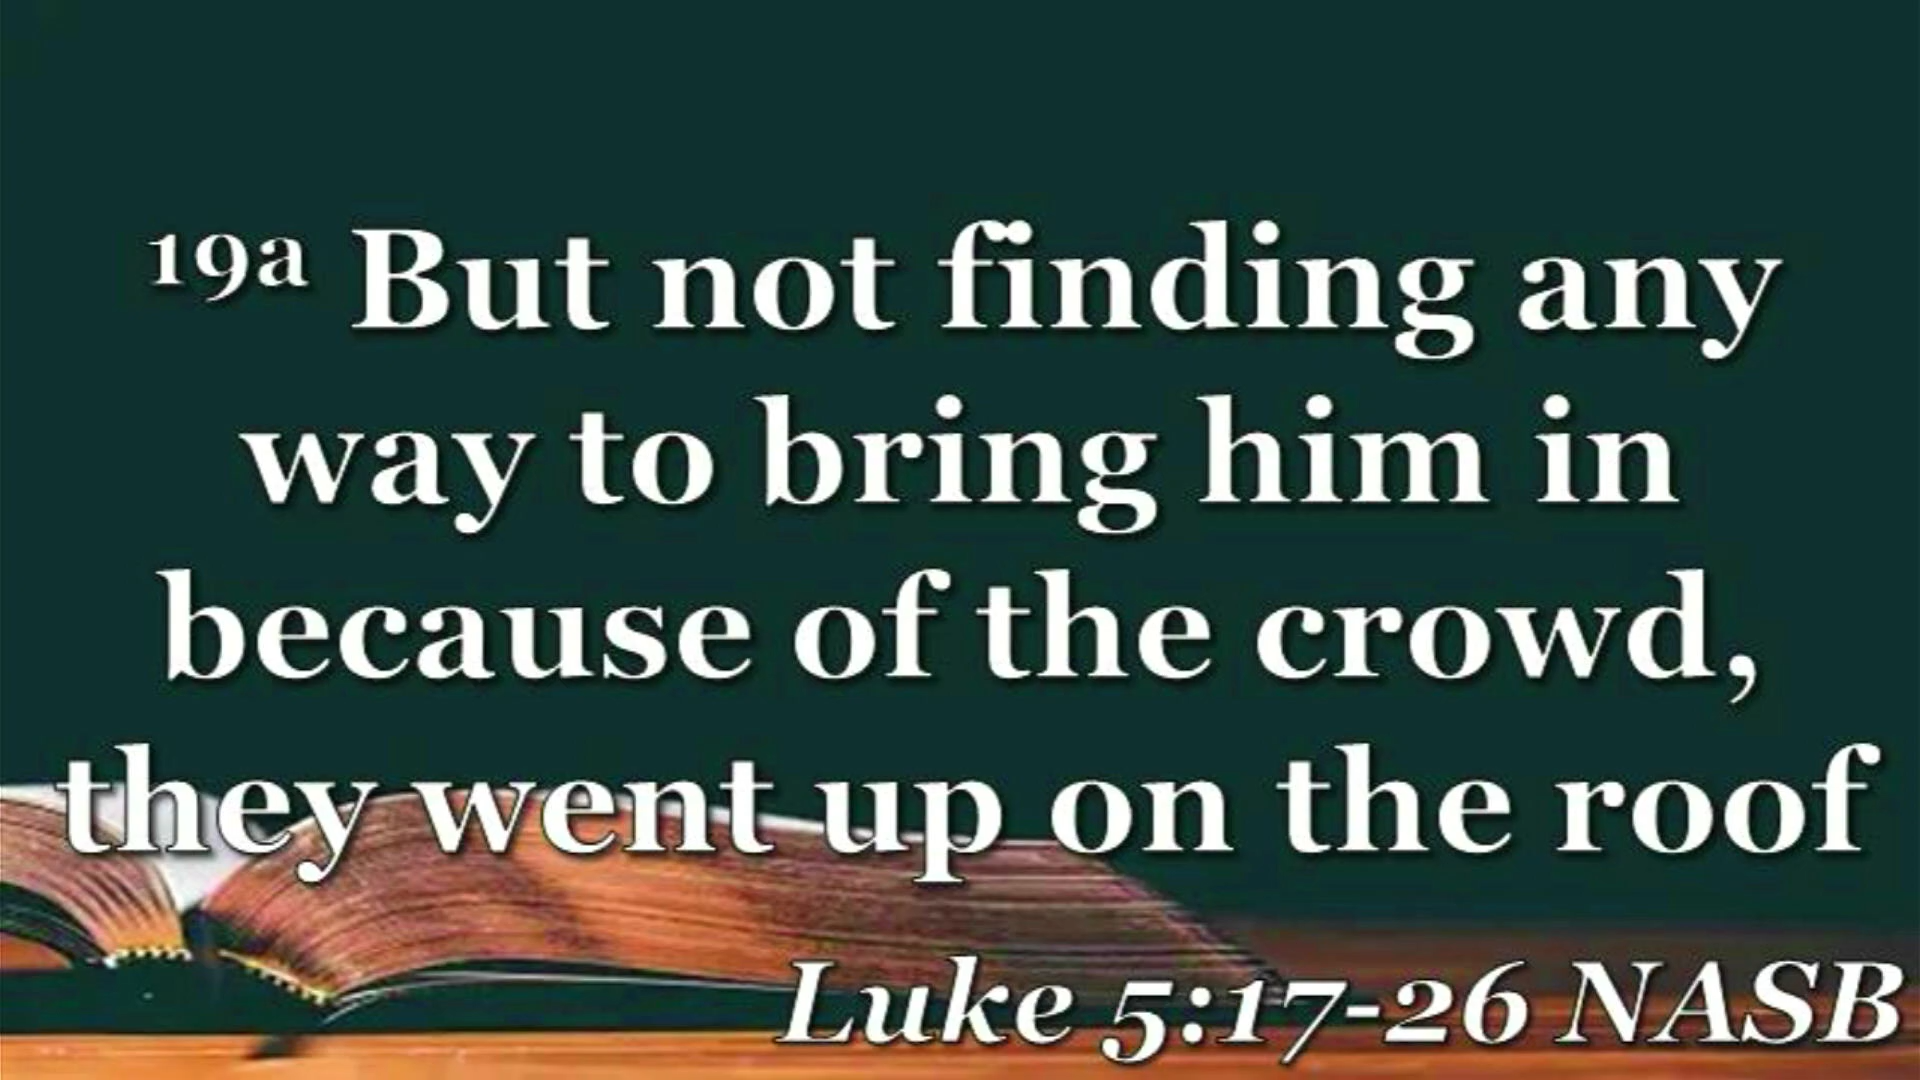 19a But not finding any
way to bring him in
because of the crowd,
they went up on the roof
Luke 5:17-26 NASB